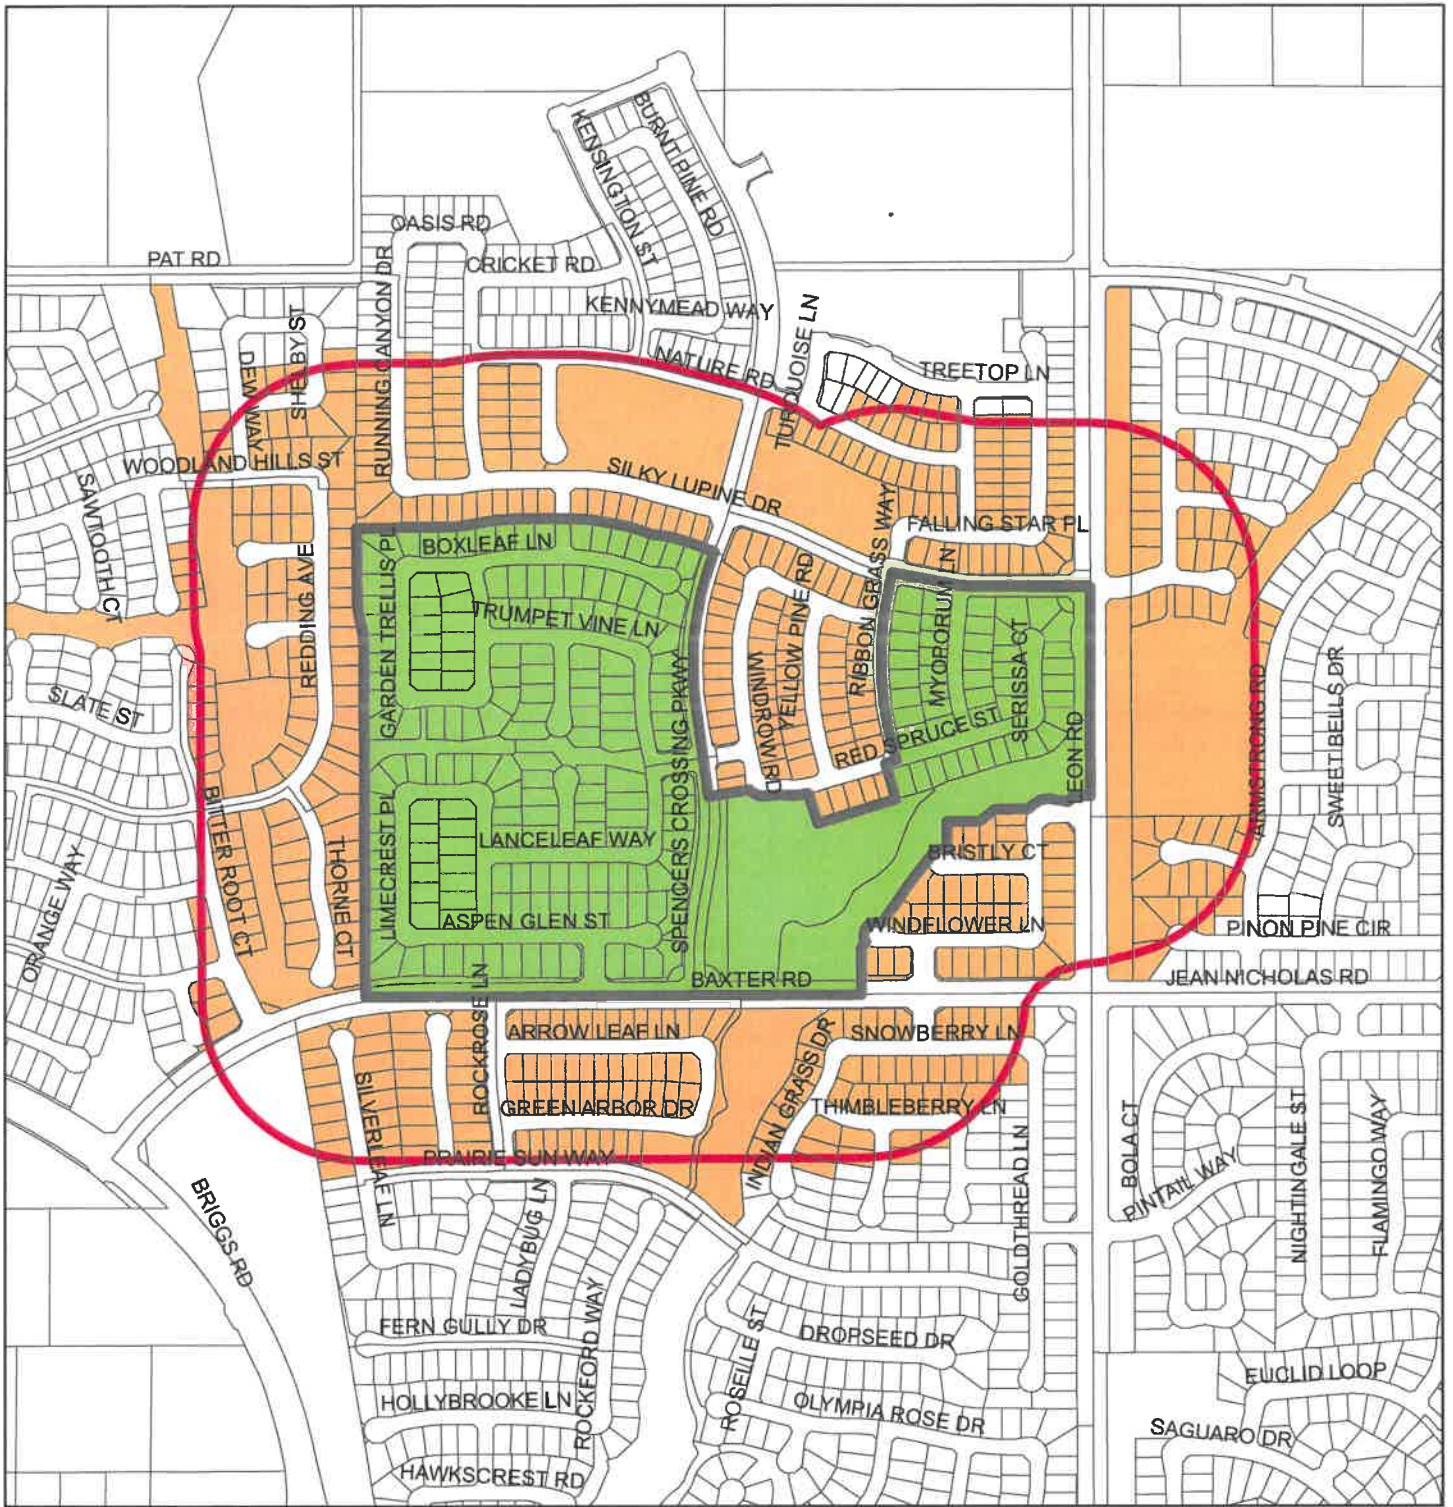 BURNT PINE RD
KENSINGTON ST
OASIS RD
PAT RD
CRICKET RD
RUNNING CANYON DR
KENNYMEAD WAY
TURQUOISE LN
SHELBY ST
DEW WAY
NATURE RD
TREETOP LN
WOODLAND HILLS ST
SILKY LUPINE DR
SAWTOOTH CT
FALLING STAR PL
RIBBON GRASS WAY
BOXLEAF LN
GARDEN TRELLIS PL
REDDING AVE
YELLOW PINE RD
MYOPORUM LN
TRUMPET VINE LN
SERISSA CT
WINDROW RD
SLATE ST
SPENCERS CROSSING PKWY
RED SPRUCE ST
LEON RD
ARMSTRONG RD
SWEETBELLS DR
BITTER ROOT CT
LIMECREST PL
THORNE CT
LANCELEAF WAY
BRISTLY CT
ORANGE WAY
ASPEN GLEN ST
WINDFLOWER LN
PINON PINE CIR
BAXTER RD
JEAN NICHOLAS RD
ROCKROSE LN
ARROW LEAF LN
SNOWBERRY LN
INDIAN GRASS DR
SILVERLEAF LN
GREEN ARBOR DR
THIMBLEBERRY LN
PRAIRIE SUN WAY
BOLA CT
PINTAIL WAY
NIGHTINGALE ST
FLAMINGO WAY
GOLDTHREAD LN
BRIGGS RD
LADYBUG LN
ROCKFORD WAY
FERN GULLY DR
ROSELLE ST
DROPSEED DR
EUCLID LOOP
HOLLYBROOKE LN
OLYMPIA ROSE DR
SAGUARO DR
HAWKSCREST RD